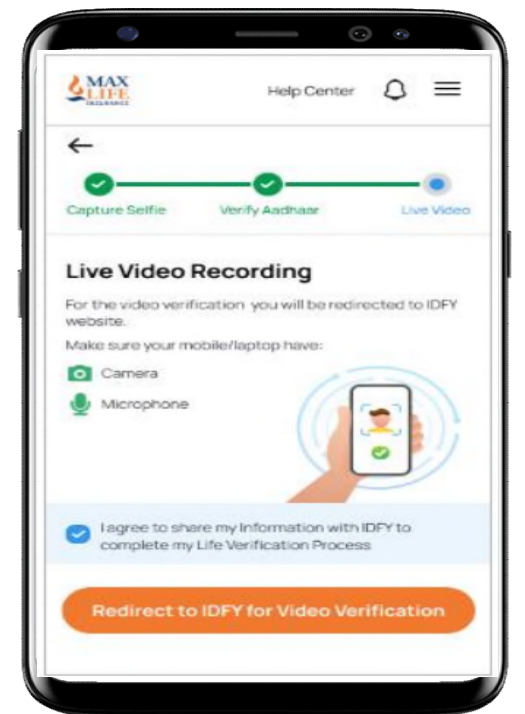 MAX
LIFE
INSURANCE
Help Center
Capture Selfie
Verify Aadhaar
Live Video
Live Video Recording
For the video verification you will be redirected to IDFY
website.
Make sure your mobile/laptop have:
Camera
Microphone
I agree to share my Information with IDFY to
complete my Life Verification Process
Redirect to IDFY for Video Verification